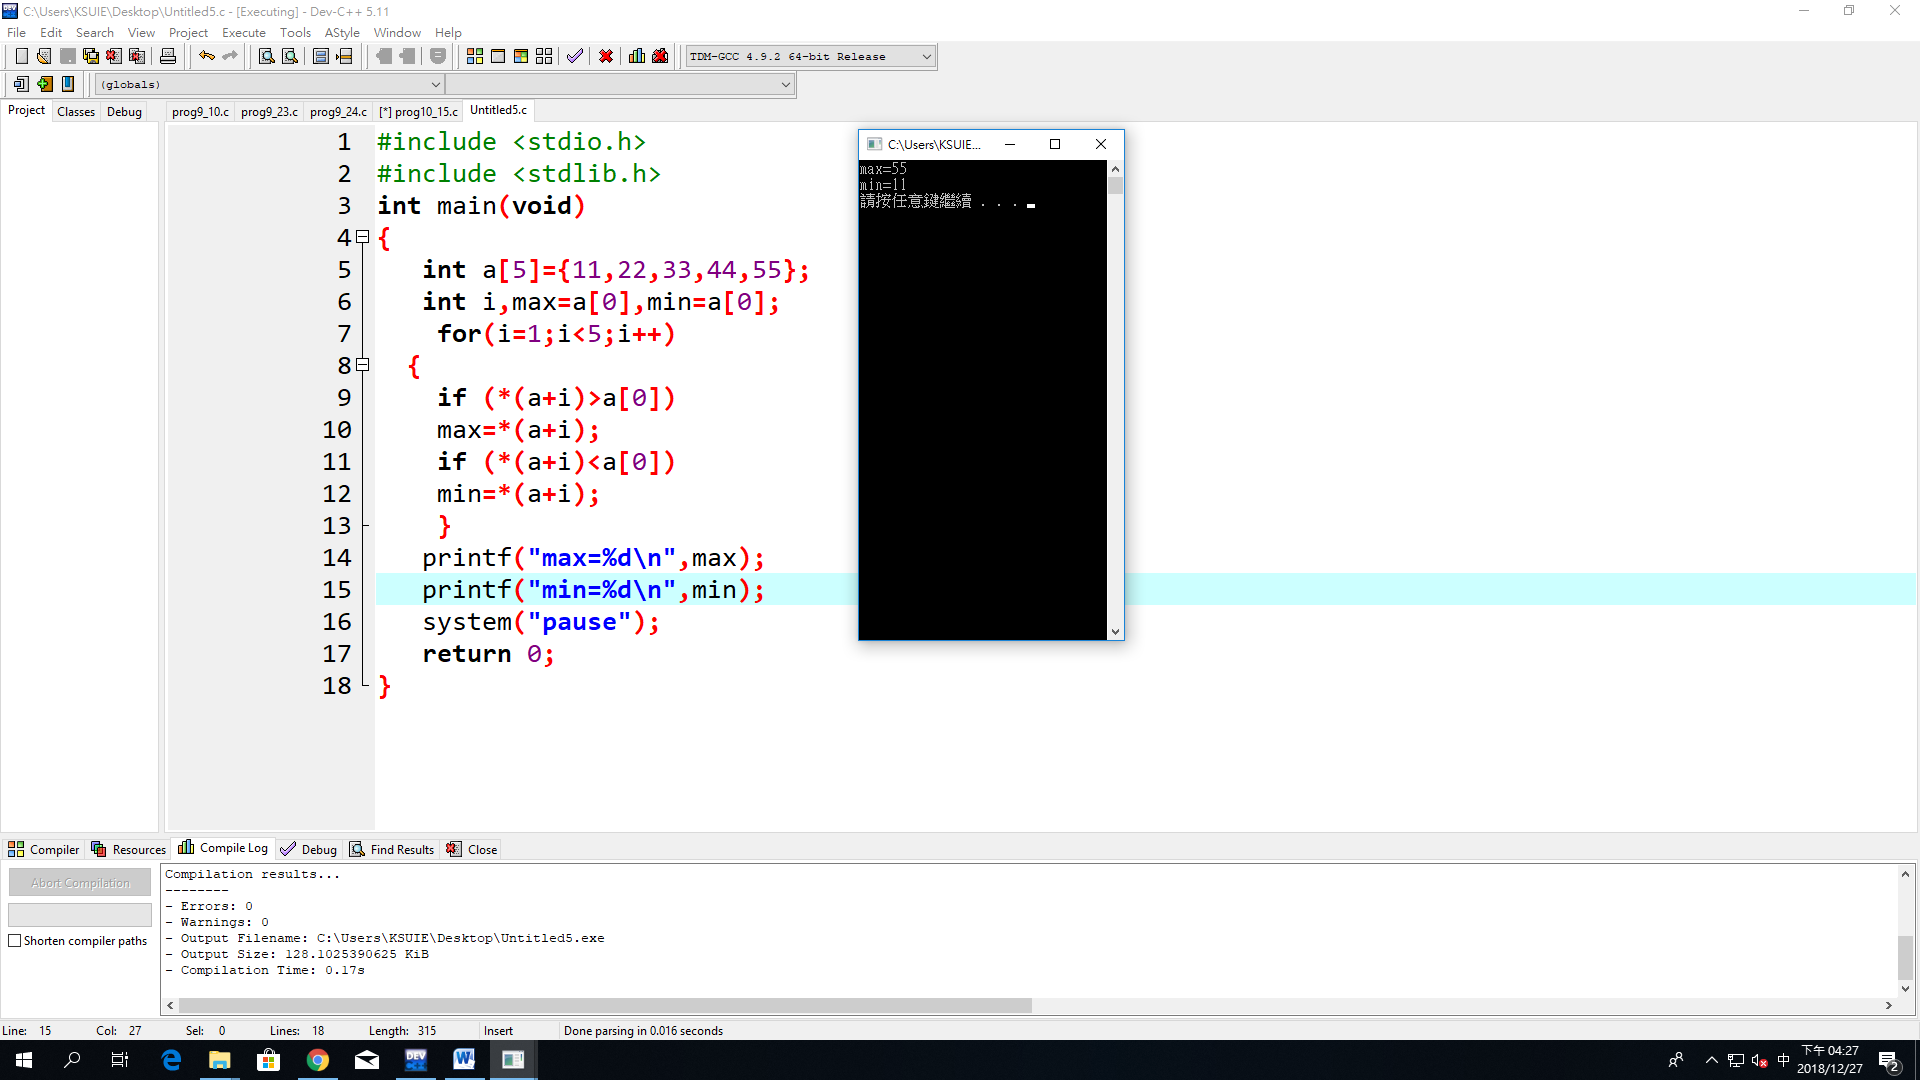 C:\Users\KSUIE\Desktop\Untitled5.c - [Executing] - Dev-C++ 5.11
File Edit Search View Project Execute Tools AStyle Window Help
TDM-GCC 4.9.2 64-bit Release
(globals)
Project Classes Debug
prog9_10.c prog9_23.c prog9_24.c [*] prog10_15.c Untitled5.c
1 #include <stdio.h>
2 #include <stdlib.h>
3 int main(void)
4 {
5 int a[5]={11,22,33,44,55};
6 int i,max=a[0],min=a[0];
7 for(i=1;i<5;i++)
8 {
9 if (*(a+i)>a[0])
10 max=*(a+i);
11 if (*(a+i)<a[0])
12 min=*(a+i);
13 }
14 printf("max=%d\n",max);
15 printf("min=%d\n",min);
16 system("pause");
17 return 0;
18 }
C:\Users\KSUIE...
max=55
min=11
請按任意鍵繼續 . . .
Compiler Resources Compile Log Debug Find Results Close
Abort Compilation
Shorten compiler paths
Compilation results...
--------
- Errors: 0
- Warnings: 0
- Output Filename: C:\Users\KSUIE\Desktop\Untitled5.exe
- Output Size: 128.1025390625 KiB
- Compilation Time: 0.17s
Line: 15 Col: 27 Sel: 0 Lines: 18 Length: 315 Insert Done parsing in 0.016 seconds
DEV
中
下午 04:27
2018/12/27
2